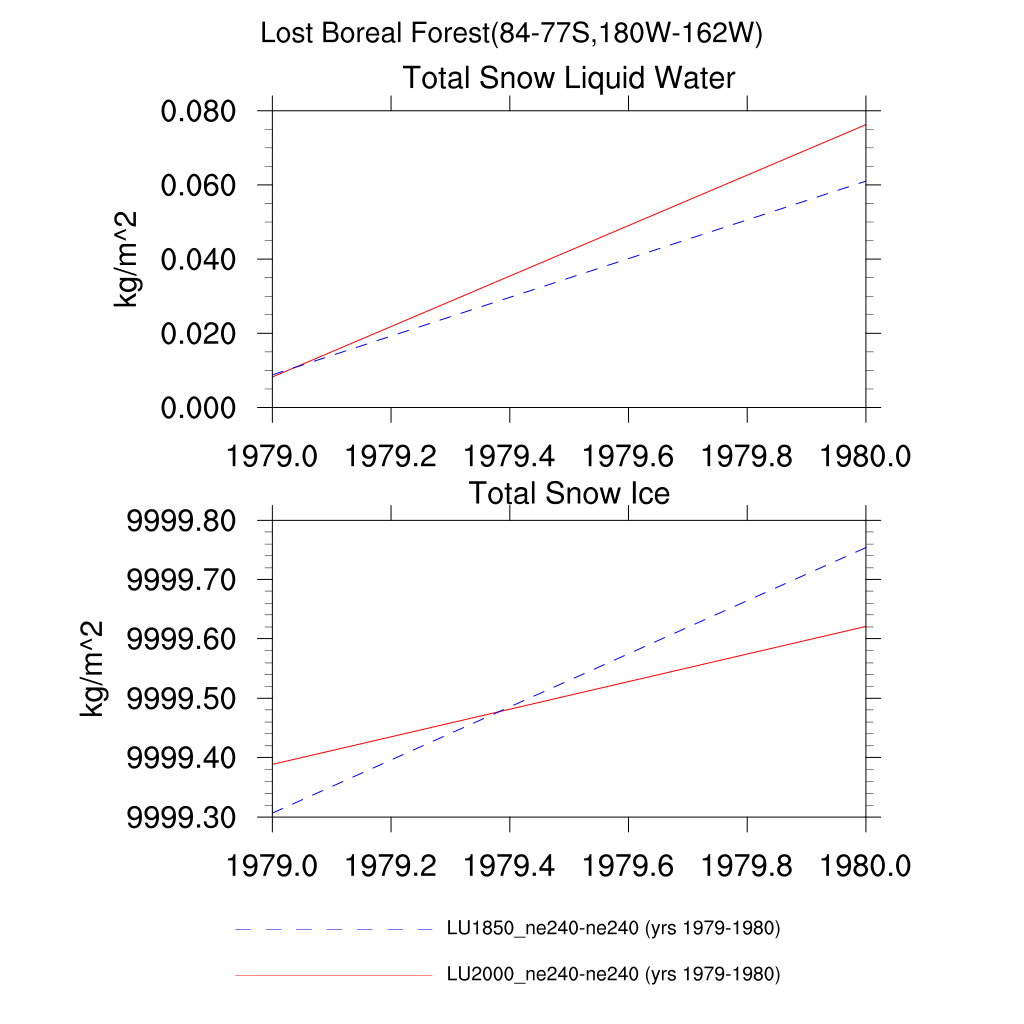 Lost Boreal Forest(84-77S,180W-162W)
Total Snow Liquid Water
0.080
0.060
0.040
0.020
0.000
kg/m^2
1979.0 1979.2 1979.4 1979.6 1979.8 1980.0
Total Snow Ice
9999.80
9999.70
9999.60
9999.50
9999.40
9999.30
kg/m^2
1979.0 1979.2 1979.4 1979.6 1979.8 1980.0
LU1850_ne240-ne240 (yrs 1979-1980)
LU2000_ne240-ne240 (yrs 1979-1980)